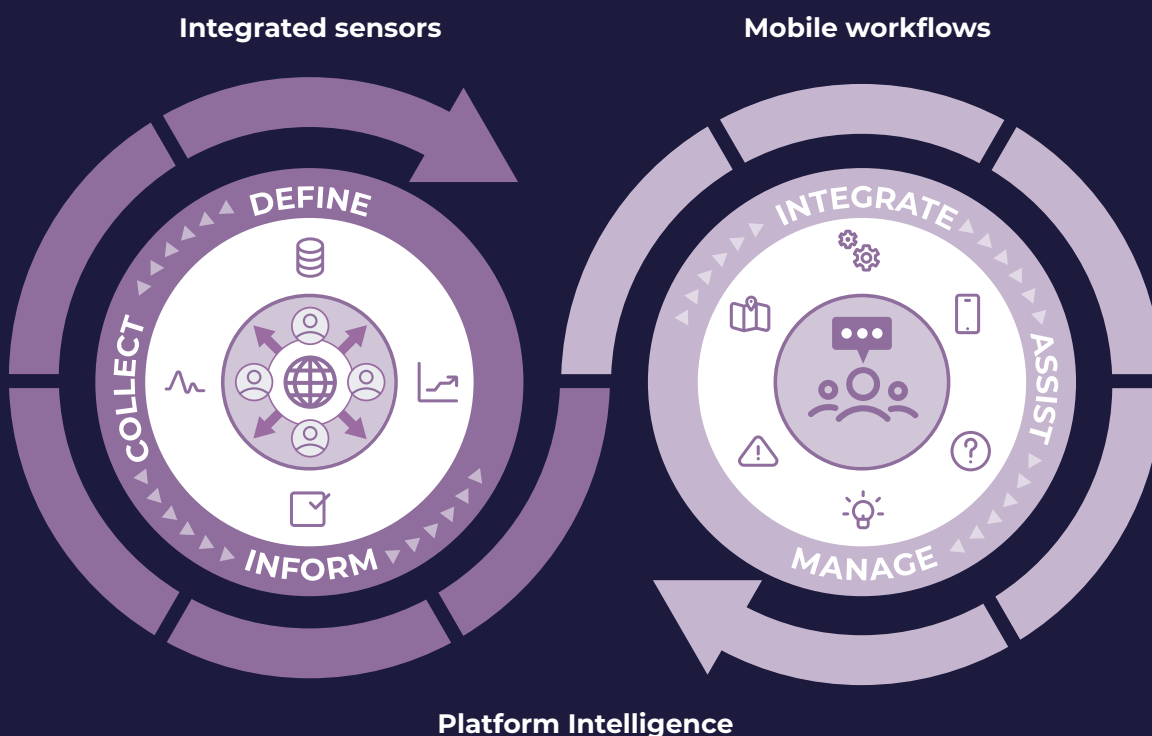 Integrated sensors
Mobile workflows
DEFINE
COLLECT
INFORM
INTEGRATE
ASSIST
MANAGE
Platform Intelligence